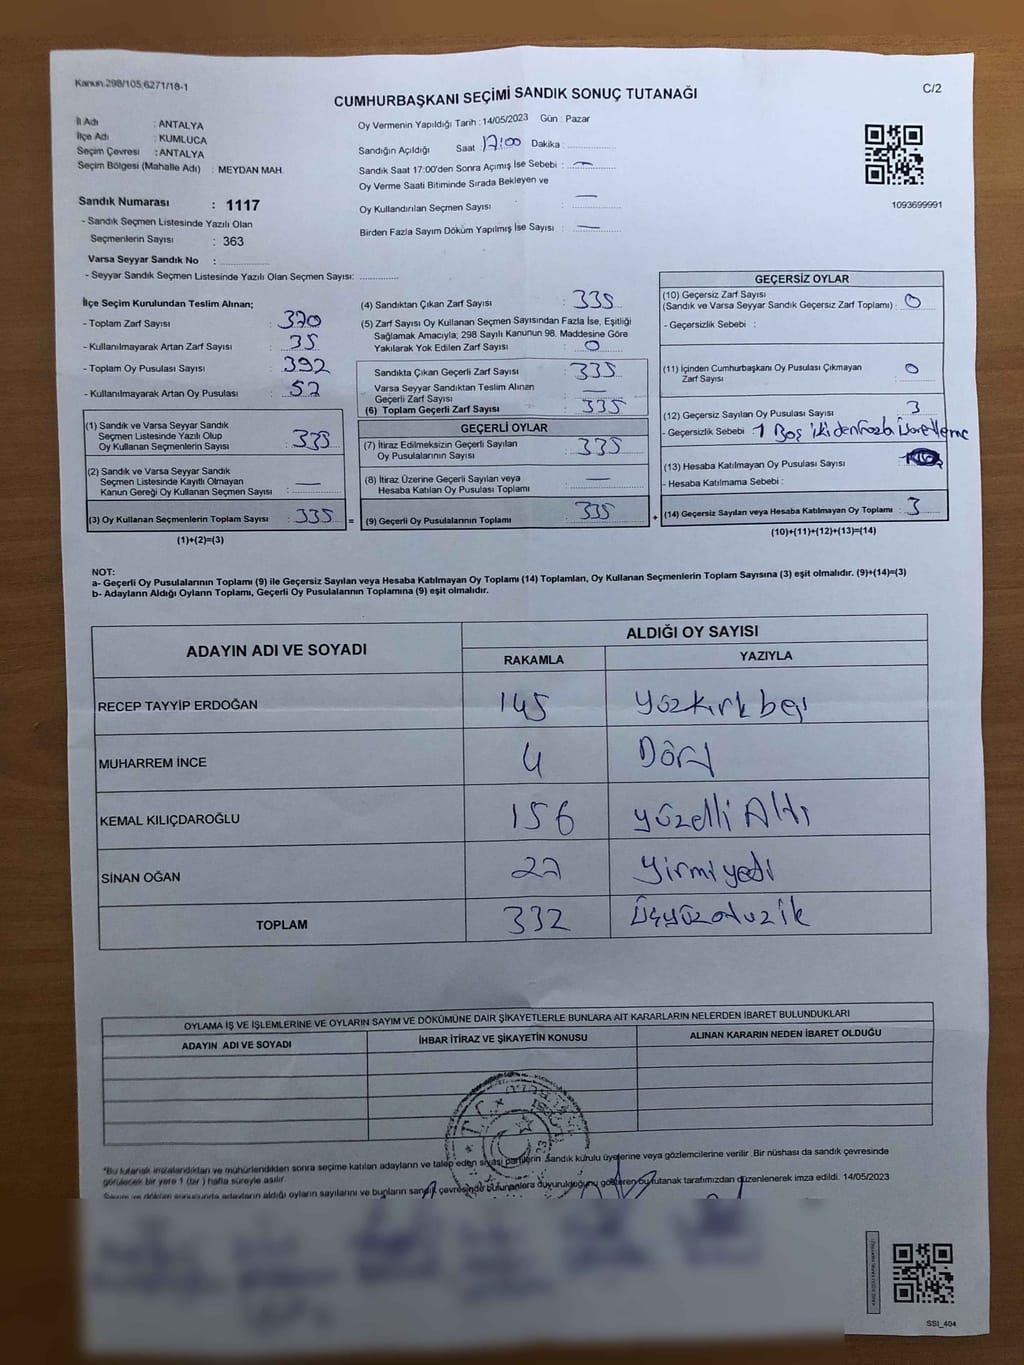 Kanun.298/105,6271/18-1
C/2
CUMHURBAŞKANI SEÇİMİ SANDIK SONUÇ TUTANAĞI
İl Adı : ANTALYA
İlçe Adı : KUMLUCA
Seçim Çevresi : ANTALYA
Seçim Bölgesi (Mahalle Adı) : MEYDAN MAH.
Sandık Numarası : 1117
- Sandık Seçmen Listesinde Yazılı Olan
Seçmenlerin Sayısı : 363
Varsa Seyyar Sandık No :
- Seyyar Sandık Seçmen Listesinde Yazılı Olan Seçmen Sayısı:
Oy Vermenin Yapıldığı Tarih : 14/05/2023 Gün : Pazar
Sandığın Açıldığı Saat 17:00 Dakika :
Sandık Saat 17:00'den Sonra Açımış İse Sebebi : —
Oy Verme Saati Bitiminde Sırada Bekleyen ve
Oy Kullandırılan Seçmen Sayısı : —
Birden Fazla Sayım Döküm Yapılmış İse Sayısı : —
1093699991
İlçe Seçim Kurulundan Teslim Alınan;
- Toplam Zarf Sayısı : 370
- Kullanılmayarak Artan Zarf Sayısı : 35
- Toplam Oy Pusulası Sayısı : 392
- Kullanılmayarak Artan Oy Pusulası : 57
(1) Sandık ve Varsa Seyyar Sandık
Seçmen Listesinde Yazılı Olup
Oy Kullanan Seçmenlerin Sayısı : 335
(2) Sandık ve Varsa Seyyar Sandık
Seçmen Listesinde Kayıtlı Olmayan
Kanun Gereği Oy Kullanan Seçmen Sayısı : —
(3) Oy Kullanan Seçmenlerin Toplam Sayısı : 335 =
(1)+(2)=(3)
(4) Sandıktan Çıkan Zarf Sayısı : 335
(5) Zarf Sayısı Oy Kullanan Seçmen Sayısından Fazla İse, Eşitliği
Sağlamak Amacıyla; 298 Sayılı Kanunun 98. Maddesine Göre
Yakılarak Yok Edilen Zarf Sayısı : 0
Sandıkta Çıkan Geçerli Zarf Sayısı : 335
Varsa Seyyar Sandıktan Teslim Alınan
Geçerli Zarf Sayısı : —
(6) Toplam Geçerli Zarf Sayısı : 335
GEÇERLİ OYLAR
(7) İtiraz Edilmeksizin Geçerli Sayılan
Oy Pusulalarının Sayısı : 335
(8) İtiraz Üzerine Geçerli Sayılan veya
Hesaba Katılan Oy Pusulası Toplamı : —
(9) Geçerli Oy Pusulalarının Toplamı : 335 +
GEÇERSİZ OYLAR
(10) Geçersiz Zarf Sayısı
(Sandık ve Varsa Seyyar Sandık Geçersiz Zarf Toplamı) : 0
- Geçersizlik Sebebi :
(11) İçinden Cumhurbaşkanı Oy Pusulası Çıkmayan
Zarf Sayısı : 0
(12) Geçersiz Sayılan Oy Pusulası Sayısı : 3
- Geçersizlik Sebebi 1 Boş ikidenfazla işaretleme
(13) Hesaba Katılmayan Oy Pusulası Sayısı :
- Hesaba Katılmama Sebebi :
(14) Geçersiz Sayılan veya Hesaba Katılmayan Oy Toplamı : 3
(10)+(11)+(12)+(13)=(14)
NOT:
a- Geçerli Oy Pusulalarının Toplamı (9) ile Geçersiz Sayılan veya Hesaba Katılmayan Oy Toplamı (14) Toplamları, Oy Kullanan Seçmenlerin Toplam Sayısına (3) eşit olmalıdır. (9)+(14)=(3)
b- Adayların Aldığı Oyların Toplamı, Geçerli Oy Pusulalarının Toplamına (9) eşit olmalıdır.
ADAYIN ADI VE SOYADI
ALDIĞI OY SAYISI
RAKAMLA YAZIYLA
RECEP TAYYİP ERDOĞAN 145 yüzkırk beş
MUHARREM İNCE 4 Dört
KEMAL KILIÇDAROĞLU 156 yüzelli Altı
SİNAN OĞAN 27 yirmi yedi
TOPLAM 332 üçyüzotuzik
OYLAMA İŞ VE İŞLEMLERİNE VE OYLARIN SAYIM VE DÖKÜMÜNE DAİR ŞİKAYETLERLE BUNLARA AİT KARARLARIN NELERDEN İBARET BULUNDUKLARI
ADAYIN ADI VE SOYADI İHBAR İTİRAZ VE ŞİKAYETİN KONUSU ALINAN KARARIN NEDEN İBARET OLDUĞU
T.C.
*Bu tutanak imzalandıktan ve mühürlendikten sonra seçime katılan adayların ve talep eden siyasi partilerin sandık kurulu üyelerine veya gözlemcilerine verilir .Bir nüshası da sandık çevresinde
görülecek bir yere 1 (bir ) hafta süreyle asılır.
Sayım ve döküm sonucunda adayların aldığı oyların sayılarını ve bunların sandık çevresinde bulunanlara duyurulduğunu gösteren bu tutanak tarafımızdan düzenlenerek imza edildi. 14/05/2023
SSI_404